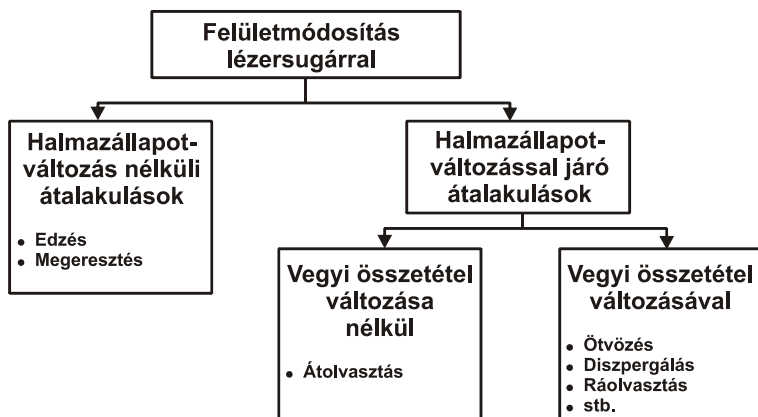 Felületmódosítás
lézersugárral
Halmazállapot-
változás nélküli
átalakulások
• Edzés
• Megeresztés
Halmazállapot-
változással járó
átalakulások
Vegyi összetétel
változása
nélkül
• Átolvasztás
Vegyi összetétel
változásával
• Ötvözés
• Diszpergálás
• Ráolvasztás
• stb.